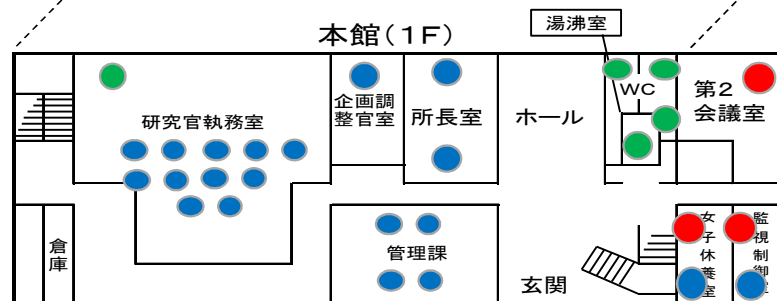 本館(1F)
湯沸室
WC
第2
会議室
企画調
整官室
所長室
ホール
研究官執務室
倉庫
管理課
玄関
女子休養室
監視制御室